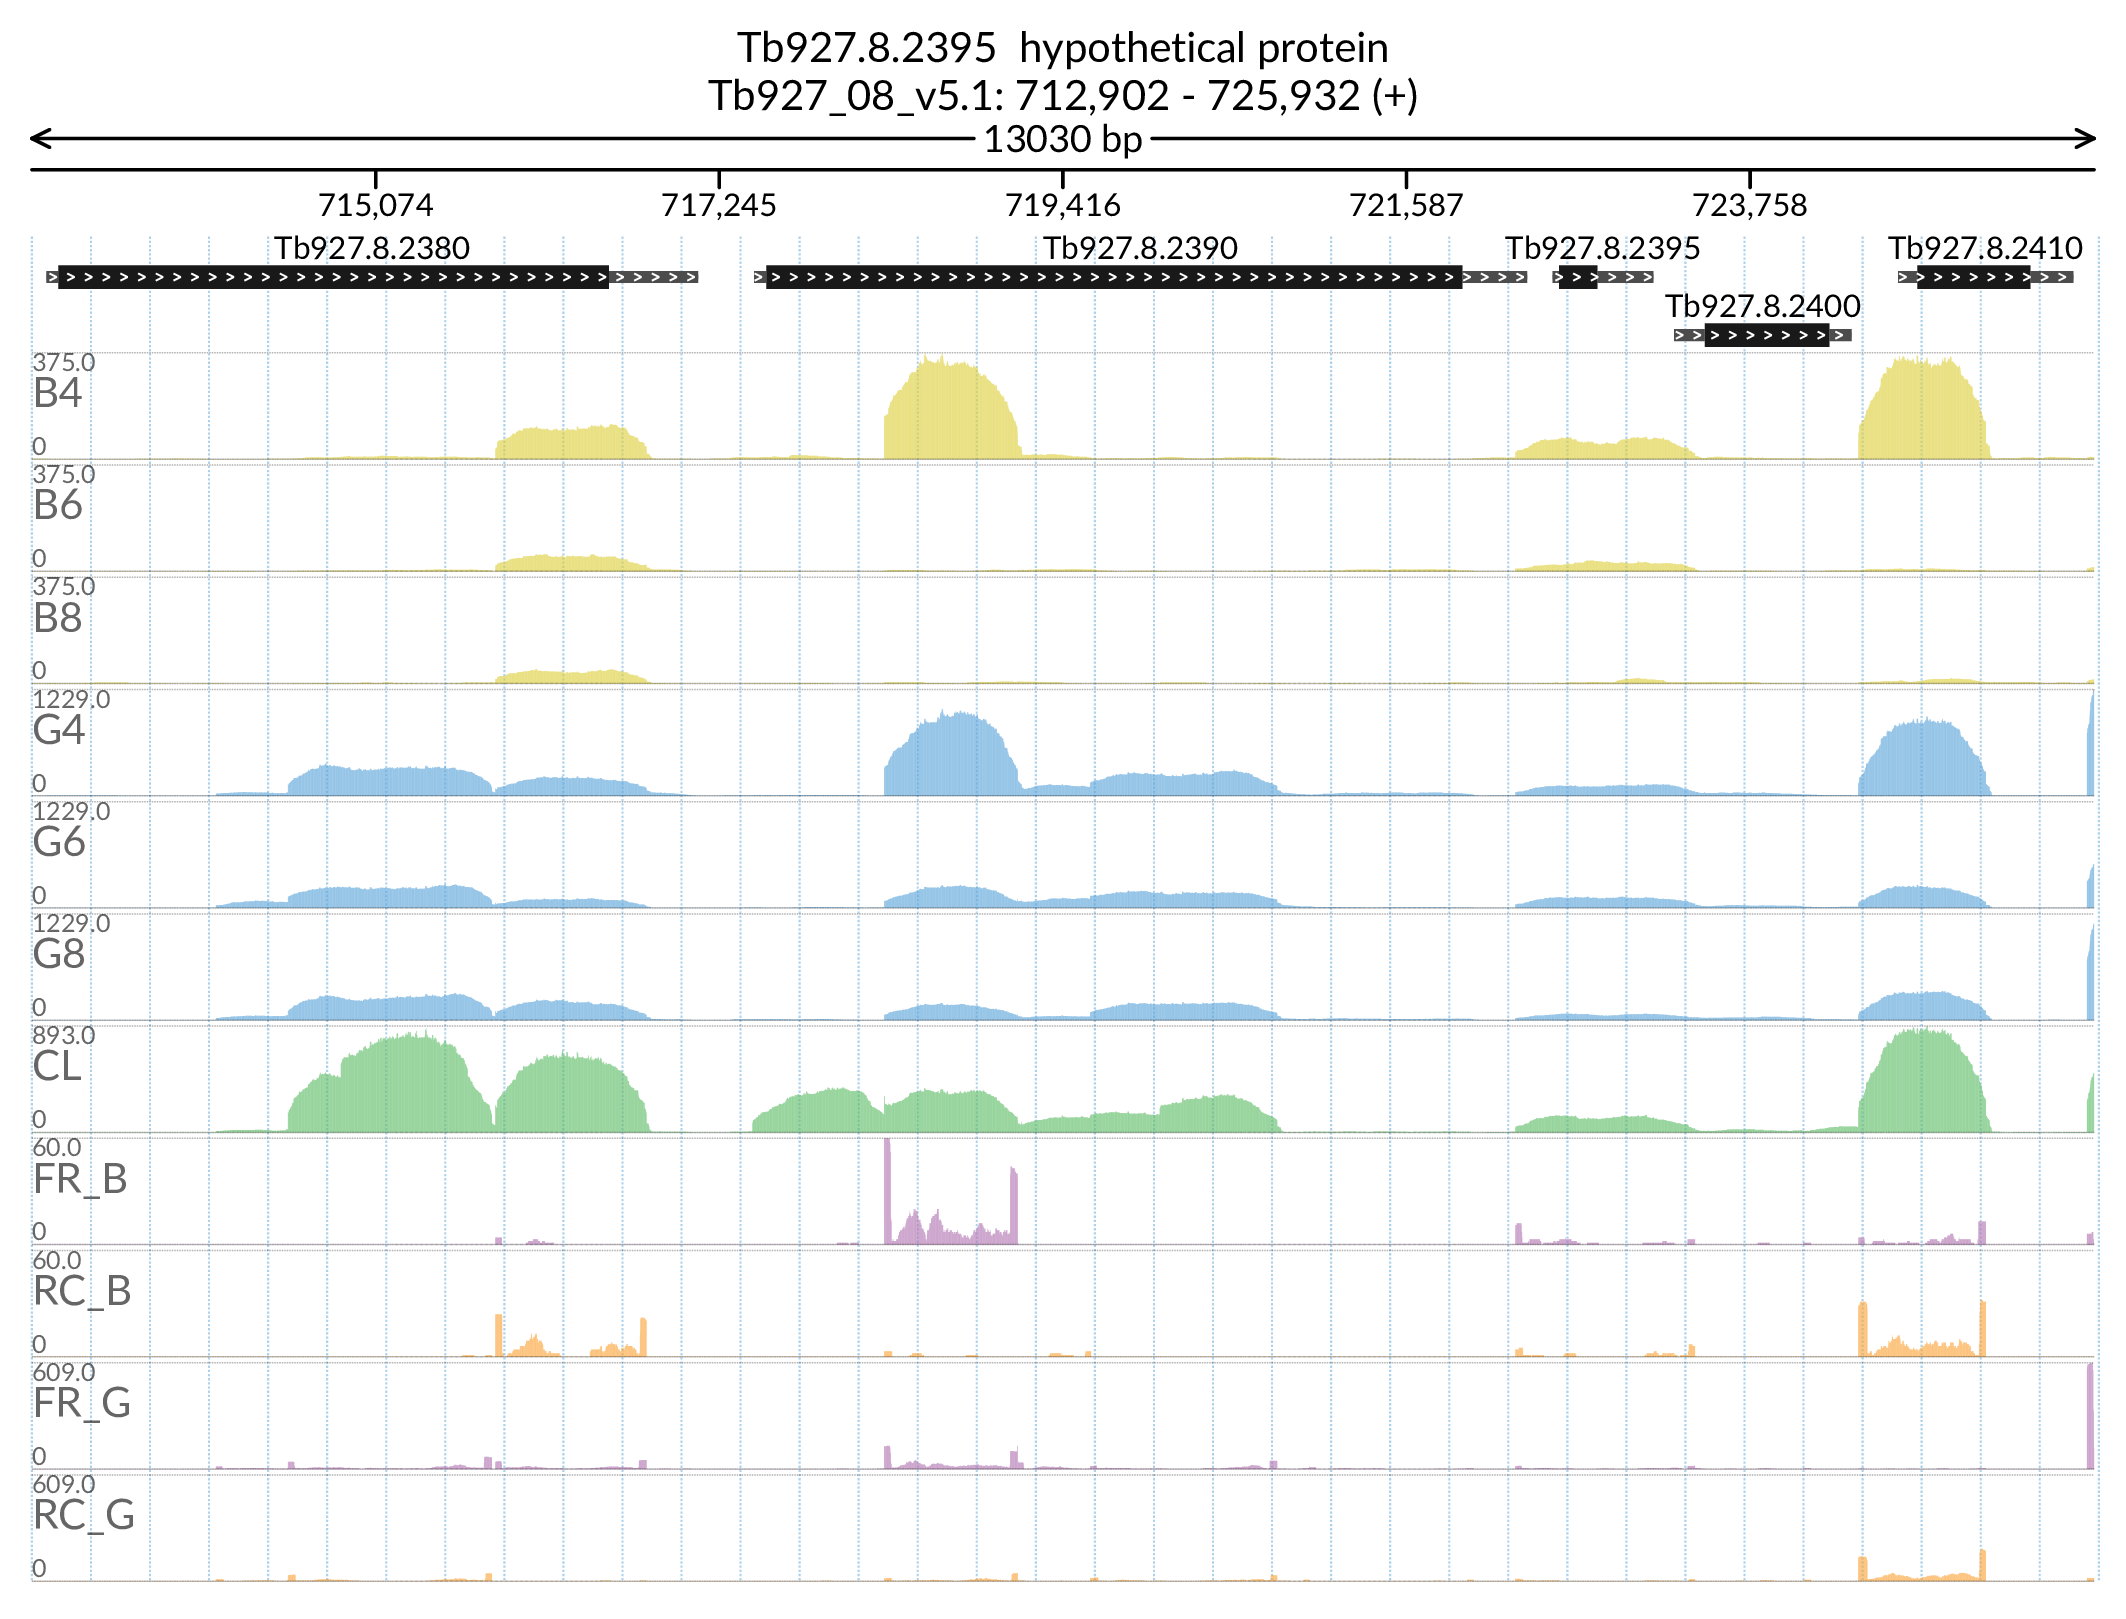 Tb927.8.2395 hypothetical protein
Tb927_08_v5.1: 712,902 - 725,932 (+)
13030 bp
715,074 717,245 719,416 721,587 723,758
Tb927.8.2380 Tb927.8.2390 Tb927.8.2395 Tb927.8.2410
Tb927.8.2400
375.0
B4
0
375.0
B6
0
375.0
B8
0
1229.0
G4
0
1229.0
G6
0
1229.0
G8
0
893.0
CL
0
60.0
FR_B
0
60.0
RC_B
0
609.0
FR_G
0
609.0
RC_G
0